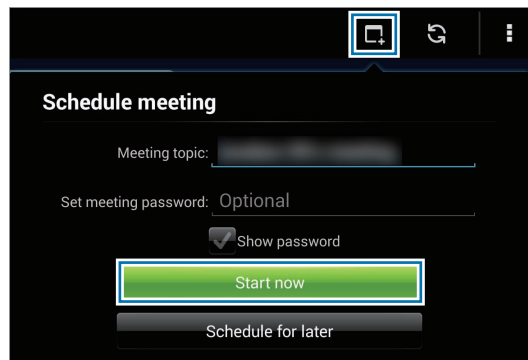 Schedule meeting
Meeting topic:
Set meeting password: Optional
Show password
Start now
Schedule for later